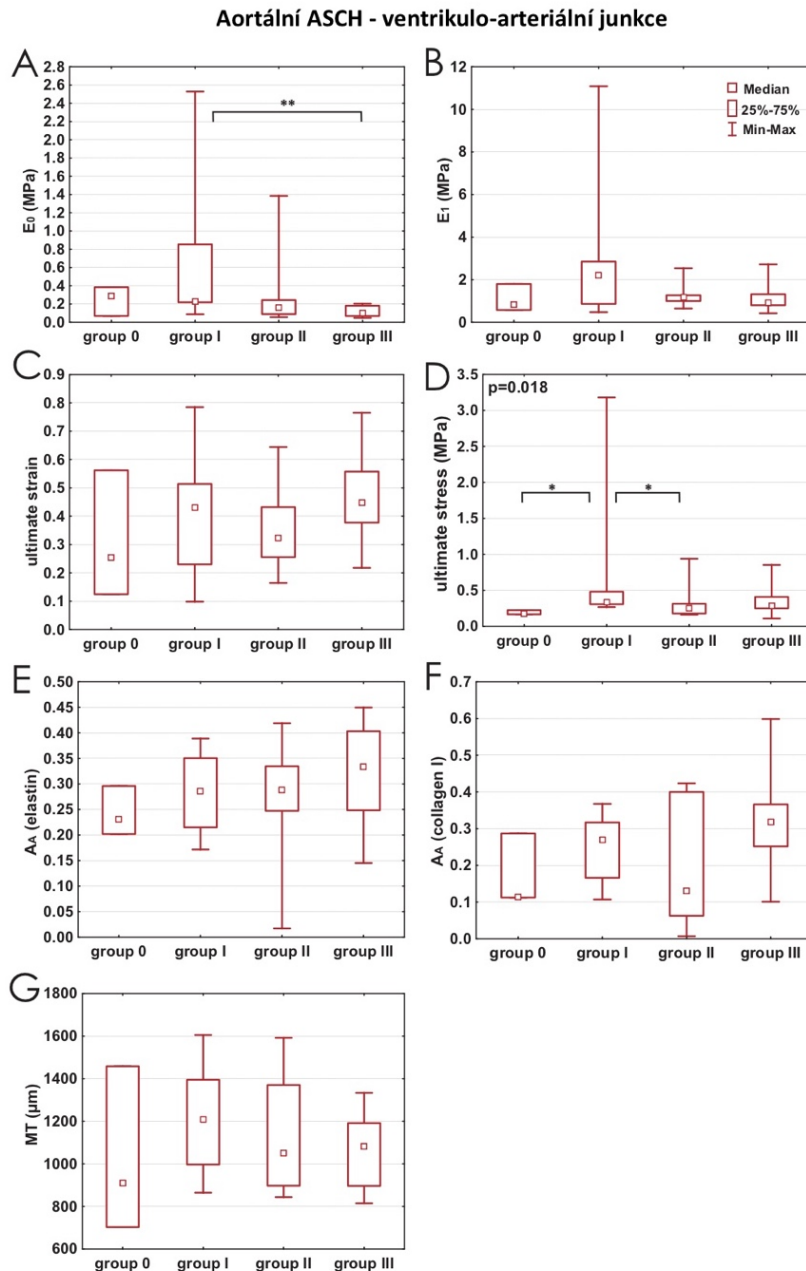 Aortální ASCH - ventrikulo-arteriální junkce
A
2.8
2.6
2.4
2.2
2.0
1.8
1.6
1.4
1.2
1.0
0.8
0.6
0.4
0.2
0.0
E₀ (MPa)
**
group 0 group I group II group III
B
12
10
8
6
4
2
0
E₁ (MPa)
Median
25%-75%
Min-Max
group 0 group I group II group III
C
0.9
0.8
0.7
0.6
0.5
0.4
0.3
0.2
0.1
0.0
ultimate strain
group 0 group I group II group III
D
3.5
3.0
2.5
2.0
1.5
1.0
0.5
0.0
ultimate stress (MPa)
p=0.018
* *
group 0 group I group II group III
E
0.50
0.45
0.40
0.35
0.30
0.25
0.20
0.15
0.10
0.05
0.00
AA (elastin)
group 0 group I group II group III
F
0.7
0.6
0.5
0.4
0.3
0.2
0.1
0.0
AA (collagen I)
group 0 group I group II group III
G
1800
1600
1400
1200
1000
800
600
MT (µm)
group 0 group I group II group III